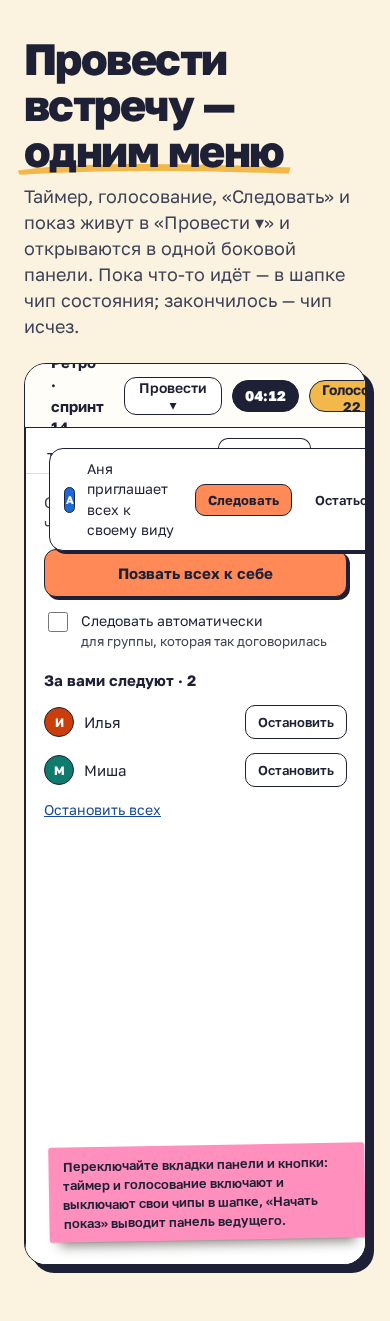 Провести
встречу —
одним меню
Таймер, голосование, «Следовать» и
показ живут в «Провести ▾» и
открываются в одной боковой
панели. Пока что-то идёт — в шапке
чип состояния; закончилось — чип
исчез.
Ретро
·
спринт
14
Провести
▾
04:12
Голосо
22
А
Аня
приглашает
всех к
своему виду
Следовать
Остатьс
Позвать всех к себе
Следовать автоматически
для группы, которая так договорилась
За вами следуют · 2
И
Илья
Остановить
М
Миша
Остановить
Остановить всех
Переключайте вкладки панели и кнопки:
таймер и голосование включают и
выключают свои чипы в шапке, «Начать
показ» выводит панель ведущего.